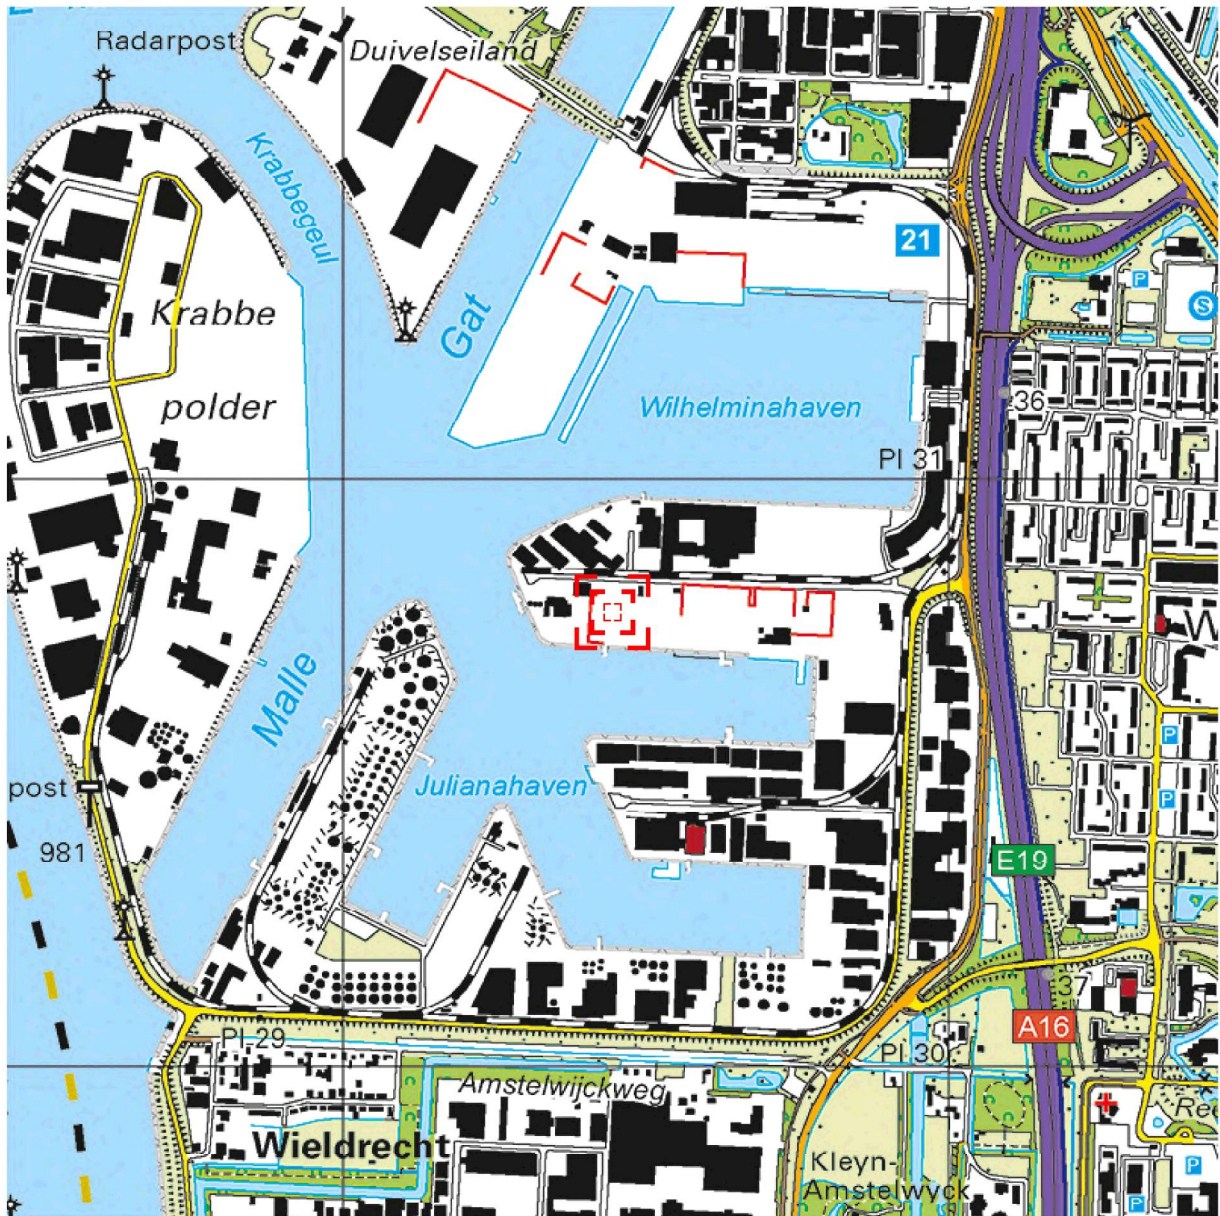 Radarpost
Duivelseiland
Krabbegeul
21
P
S
Gat
Krabbe
polder
Wilhelminahaven
36
Pl 31
W
Malle
P
Julianahaven
post
P
981
E19
37
A16
Pl 29
Pl 30
Amstelwijckweg
Ree
Wieldrecht
Kleyn-
Amstelwyck
P
P